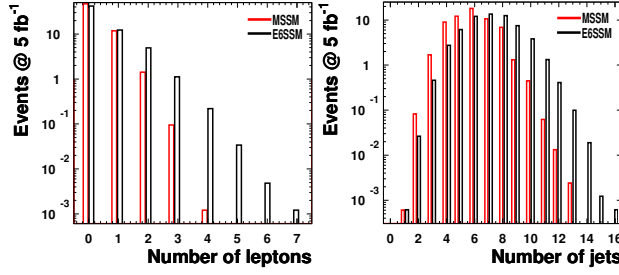 Events @ 5 fb-1
MSSM
E6SSM
10
1
10-1
10-2
10-3
0 1 2 3 4 5 6 7
Number of leptons
Events @ 5 fb-1
MSSM
E6SSM
10
1
10-1
10-2
10-3
0 2 4 6 8 10 12 14 16
Number of jets